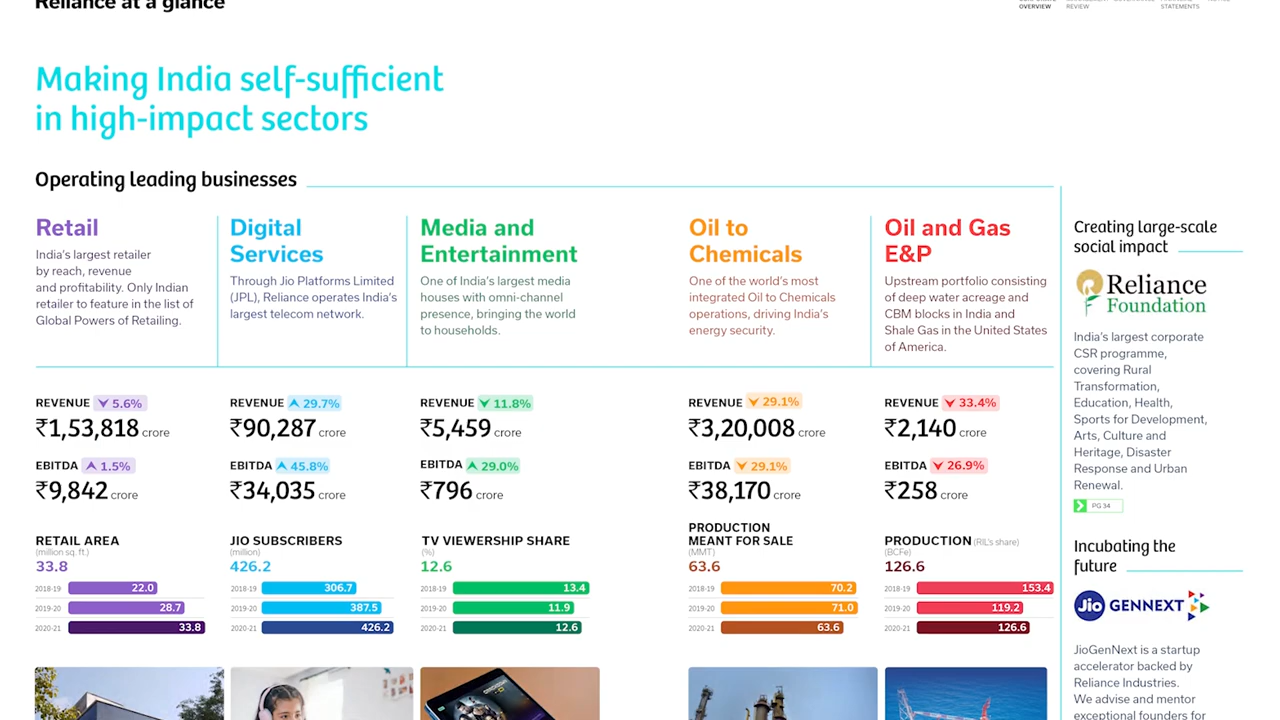 Reliance at a glance
OVERVIEW
REVIEW
STATEMENTS
Making India self-sufficient
in high-impact sectors
Operating leading businesses
Retail
India's largest retailer
by reach, revenue
and profitability. Only Indian
retailer to feature in the list of
Global Powers of Retailing.
Digital
Services
Through Jio Platforms Limited
(JPL), Reliance operates India's
largest telecom network.
Media and
Entertainment
One of India's largest media
houses with omni-channel
presence, bringing the world
to households.
Oil to
Chemicals
One of the world's most
integrated Oil to Chemicals
operations, driving India's
energy security.
Oil and Gas
E&P
Upstream portfolio consisting
of deep water acreage and
CBM blocks in India and
Shale Gas in the United States
of America.
REVENUE 5.6%
₹1,53,818 crore
EBITDA 1.5%
₹9,842 crore
RETAIL AREA
(million sq. ft.)
33.8
2018-19 22.0
2019-20 28.7
2020-21 33.8
REVENUE 29.7%
₹90,287 crore
EBITDA 45.8%
₹34,035 crore
JIO SUBSCRIBERS
(million)
426.2
2018-19 306.7
2019-20 387.5
2020-21 426.2
REVENUE 11.8%
₹5,459 crore
EBITDA 29.0%
₹796 crore
TV VIEWERSHIP SHARE
(%)
12.6
2018-19 13.4
2019-20 11.9
2020-21 12.6
REVENUE 29.1%
₹3,20,008 crore
EBITDA 29.1%
₹38,170 crore
PRODUCTION
MEANT FOR SALE
(MMT)
63.6
2018-19 70.2
2019-20 71.0
2020-21 63.6
REVENUE 33.4%
₹2,140 crore
EBITDA 26.9%
₹258 crore
PRODUCTION (RIL's share)
(BCFe)
126.6
2018-19 153.4
2019-20 119.2
2020-21 126.6
Creating large-scale
social impact
Reliance
Foundation
India's largest corporate
CSR programme,
covering Rural
Transformation,
Education, Health,
Sports for Development,
Arts, Culture and
Heritage, Disaster
Response and Urban
Renewal.
PG 34
Incubating the
future
Jio GENNEXT
JioGenNext is a startup
accelerator backed by
Reliance Industries.
We advise and mentor
exceptional founders for